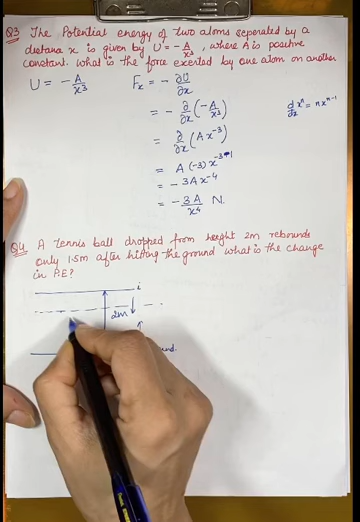 Q3 The Potential energy of two atoms seperated by a
distance x is given by U = -A/x³, where A is positive
constant. what is the force exerted by one atom on another
U = -A/x³ Fx = -∂U/∂x
= -∂/∂x (-A/x³) d/dx xⁿ = nxⁿ⁻¹
= ∂/∂x (Ax⁻³)
= A(-3)x⁻³⁻¹
= -3Ax⁻⁴
= -3A/x⁴ N.
Q4 A tennis ball dropped from height 2m rebounds
only 1.5m after hitting the ground what is the change
in P.E?
i
2m